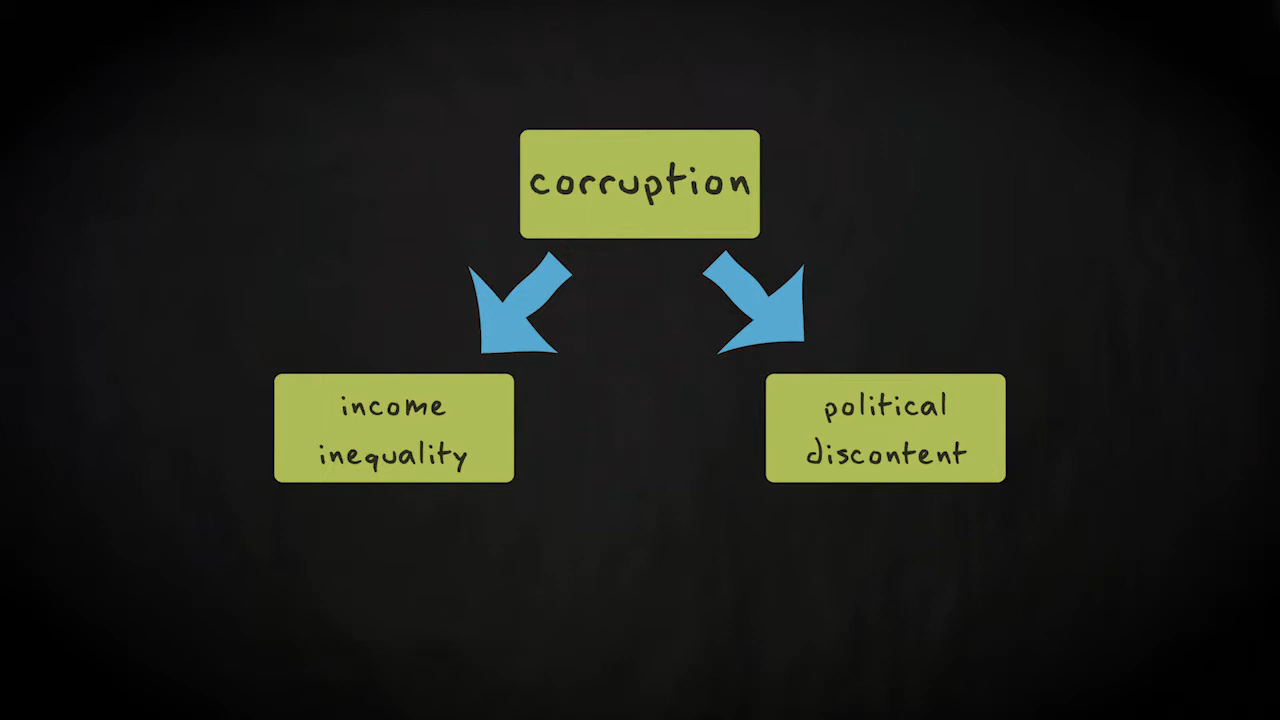 corruption
income
inequality
political
discontent